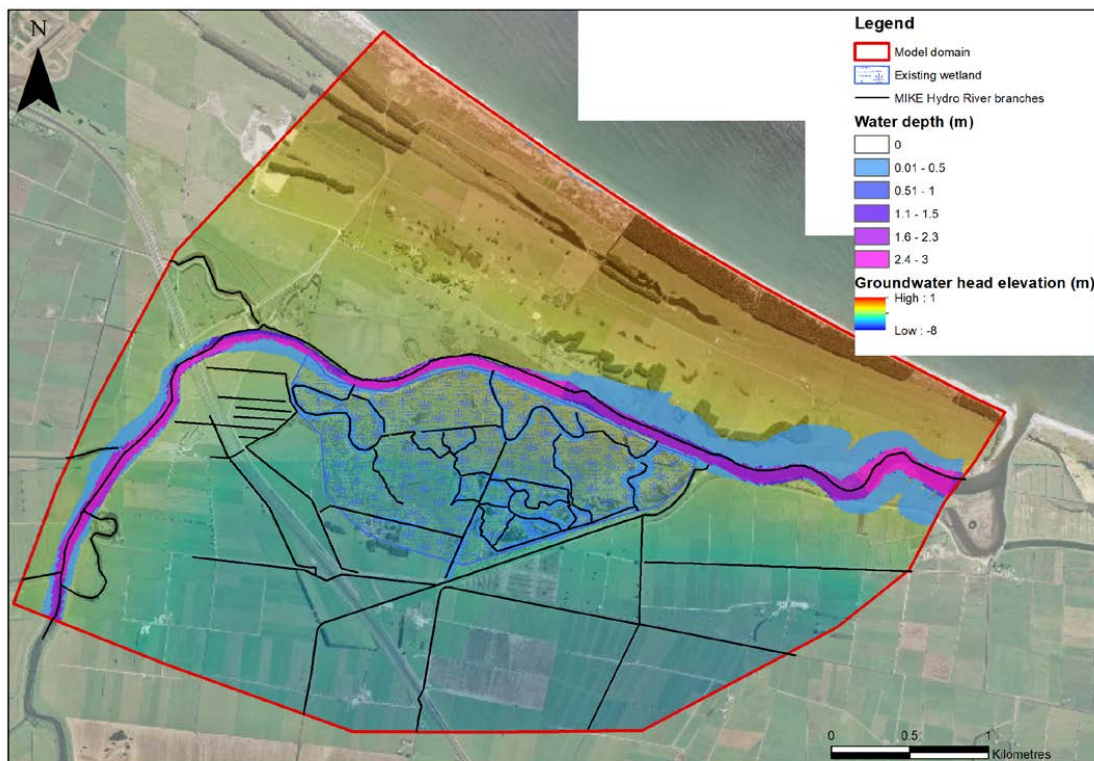 N
Legend
Model domain
Existing wetland
MIKE Hydro River branches
Water depth (m)
0
0.01 - 0.5
0.51 - 1
1.1 - 1.5
1.6 - 2.3
2.4 - 3
Groundwater head elevation (m)
High : 1
Low : -8
0 0.5 1
Kilometres